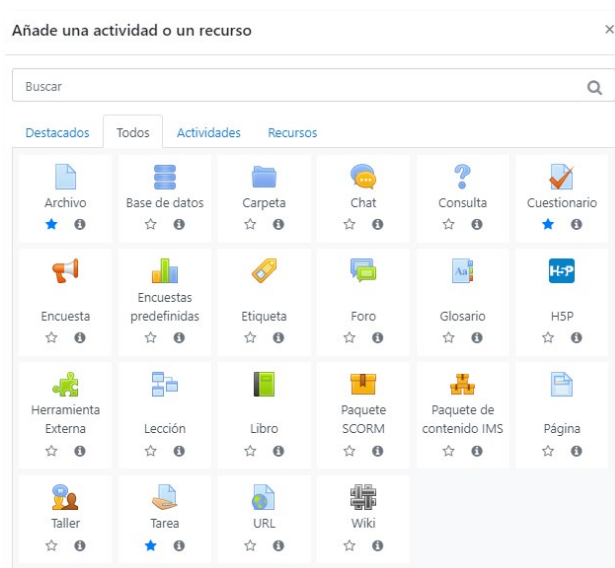 Añade una actividad o un recurso
×
Buscar
Destacados Todos Actividades Recursos
Archivo Base de datos Carpeta Chat Consulta Cuestionario
Aa
H-5P
Encuesta Encuestas predefinidas Etiqueta Foro Glosario H5P
Herramienta Externa Lección Libro Paquete SCORM Paquete de contenido IMS Página
Taller Tarea URL Wiki